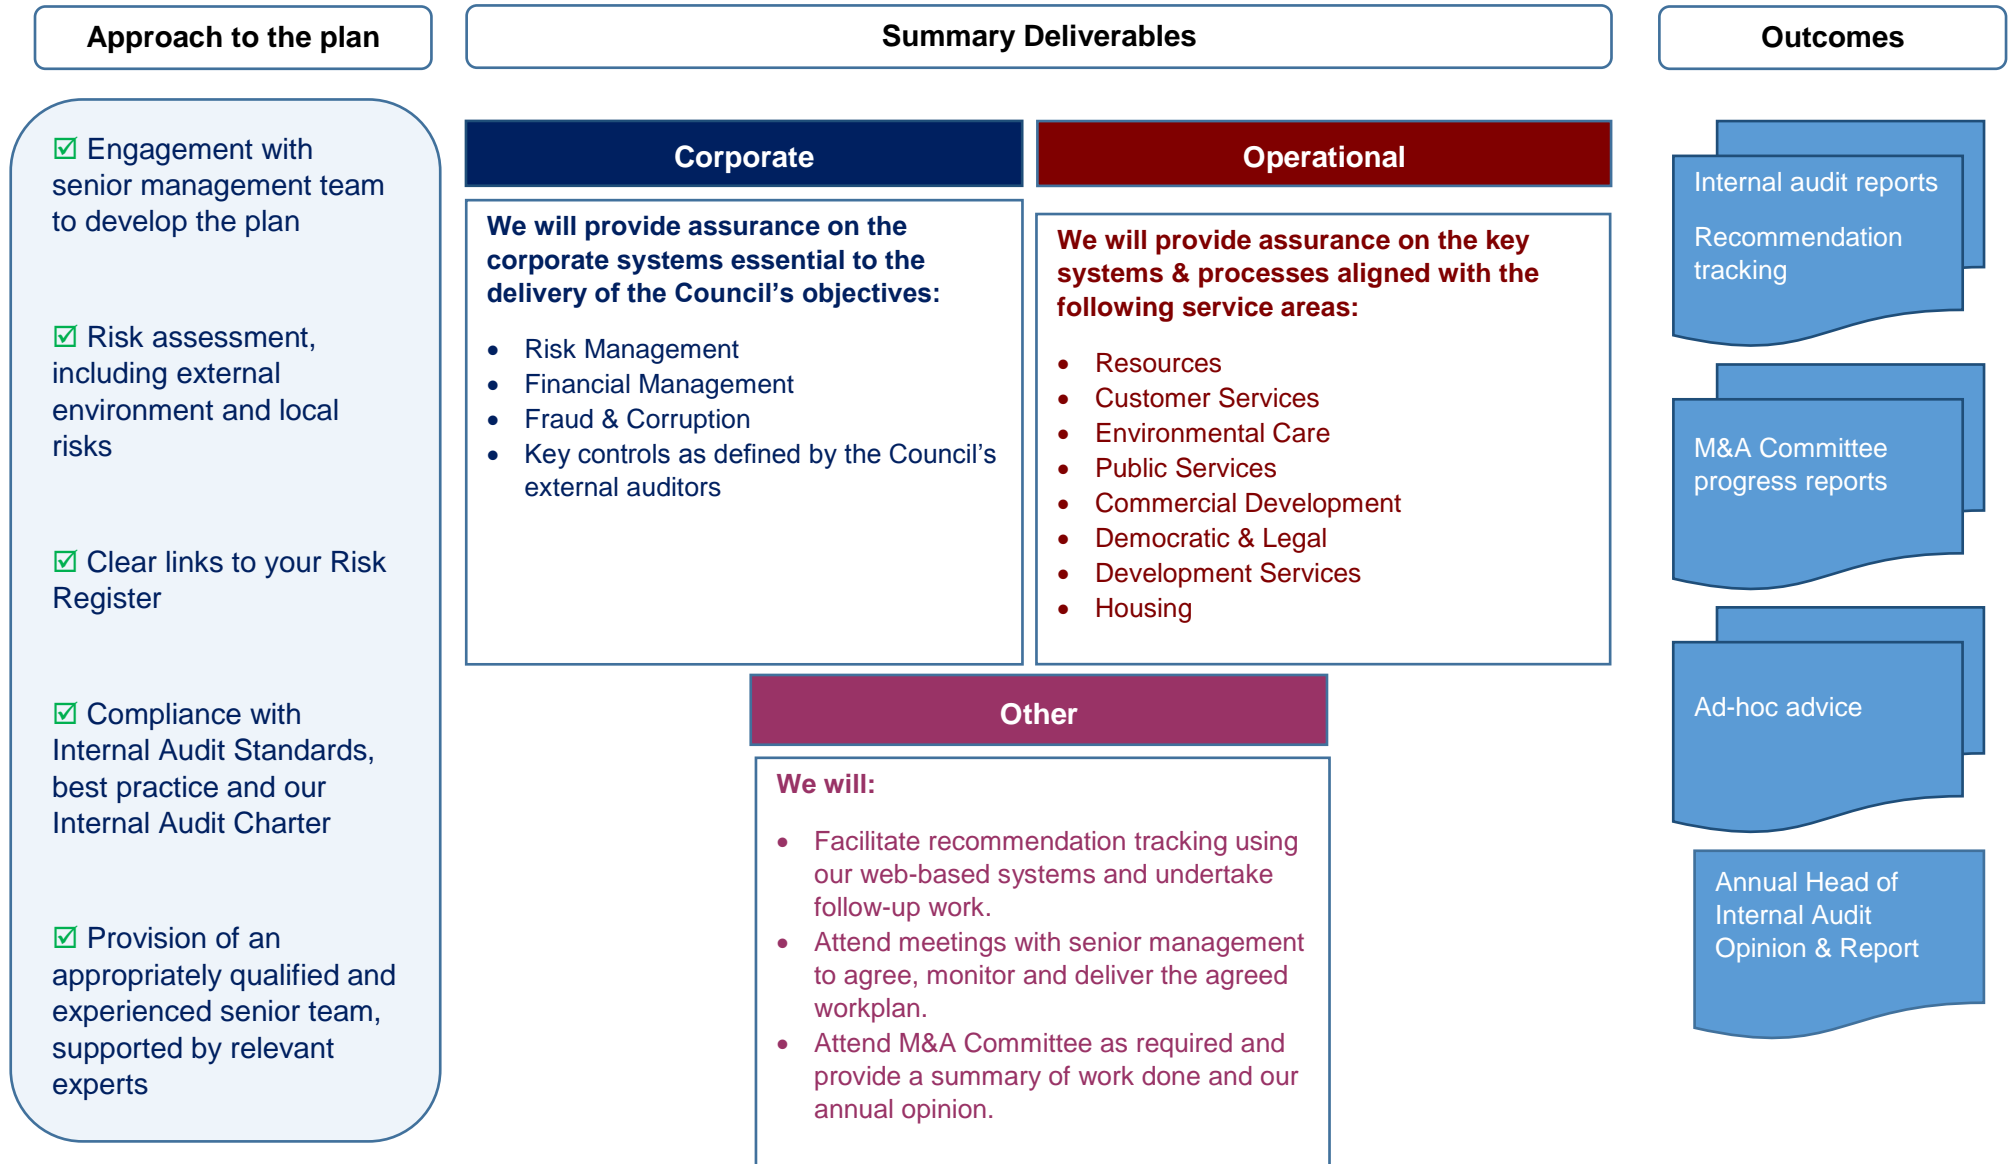 Approach to the plan
Summary Deliverables
Outcomes
☑ Engagement with
senior management team
to develop the plan
☑ Risk assessment,
including external
environment and local
risks
☑ Clear links to your Risk
Register
☑ Compliance with
Internal Audit Standards,
best practice and our
Internal Audit Charter
☑ Provision of an
appropriately qualified and
experienced senior team,
supported by relevant
experts
Corporate
We will provide assurance on the
corporate systems essential to the
delivery of the Council’s objectives:
• Risk Management
• Financial Management
• Fraud & Corruption
• Key controls as defined by the Council’s
external auditors
Operational
We will provide assurance on the key
systems & processes aligned with the
following service areas:
• Resources
• Customer Services
• Environmental Care
• Public Services
• Commercial Development
• Democratic & Legal
• Development Services
• Housing
Other
We will:
• Facilitate recommendation tracking using
our web-based systems and undertake
follow-up work.
• Attend meetings with senior management
to agree, monitor and deliver the agreed
workplan.
• Attend M&A Committee as required and
provide a summary of work done and our
annual opinion.
Internal audit reports
Recommendation
tracking
M&A Committee
progress reports
Ad-hoc advice
Annual Head of
Internal Audit
Opinion & Report